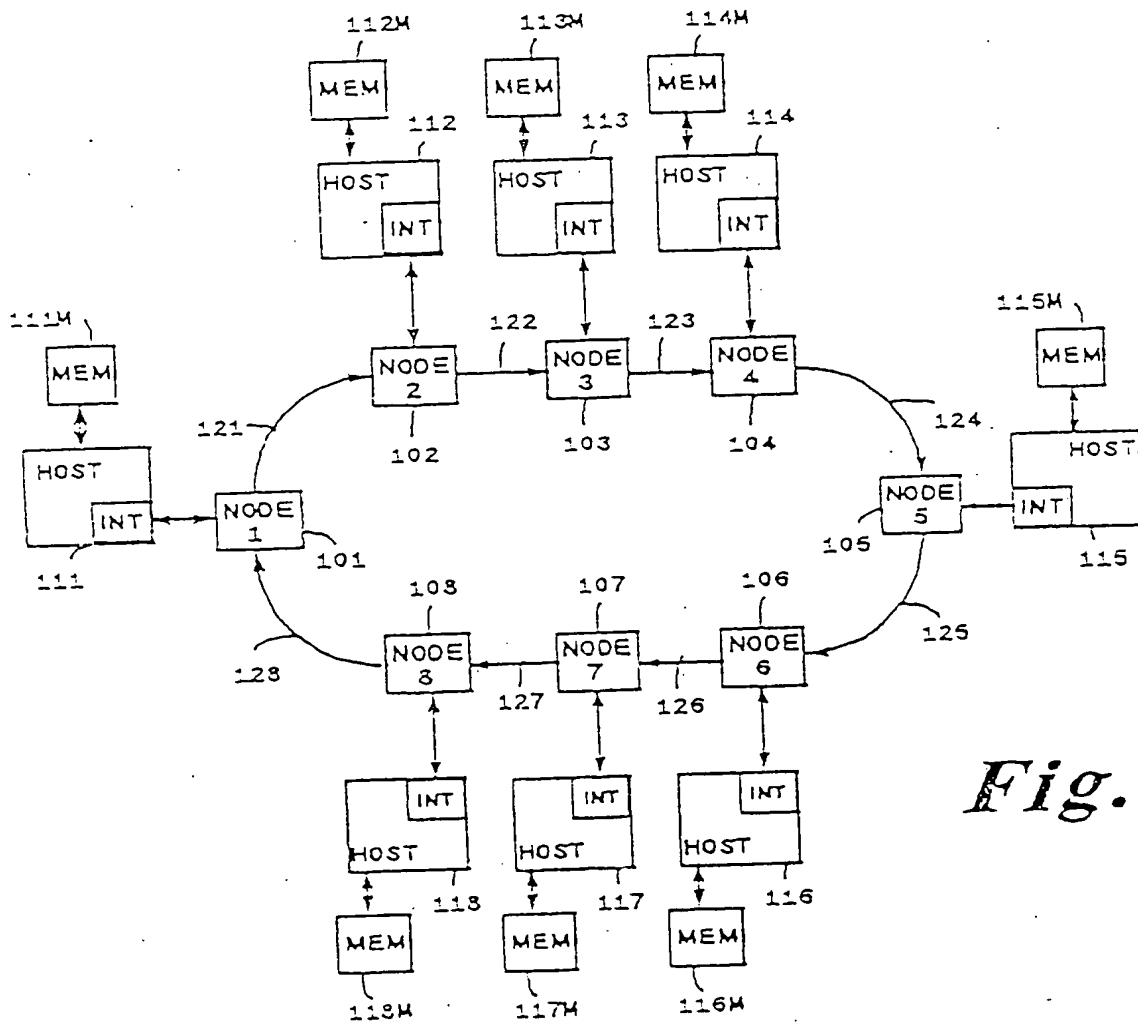 112M
113M
114M
MEM
MEM
MEM
112
113
114
HOST
HOST
HOST
INT
INT
INT
111M
115M
MEM
MEM
122
123
NODE
2
NODE
3
NODE
4
121
124
102
103
104
HOST
HOST
INT
NODE
1
NODE
5
INT
111
101
105
115
108
107
106
125
128
NODE
8
NODE
7
NODE
6
127
126
INT
INT
INT
HOST
HOST
HOST
118
117
116
MEM
MEM
MEM
118M
117M
116M
Fig.